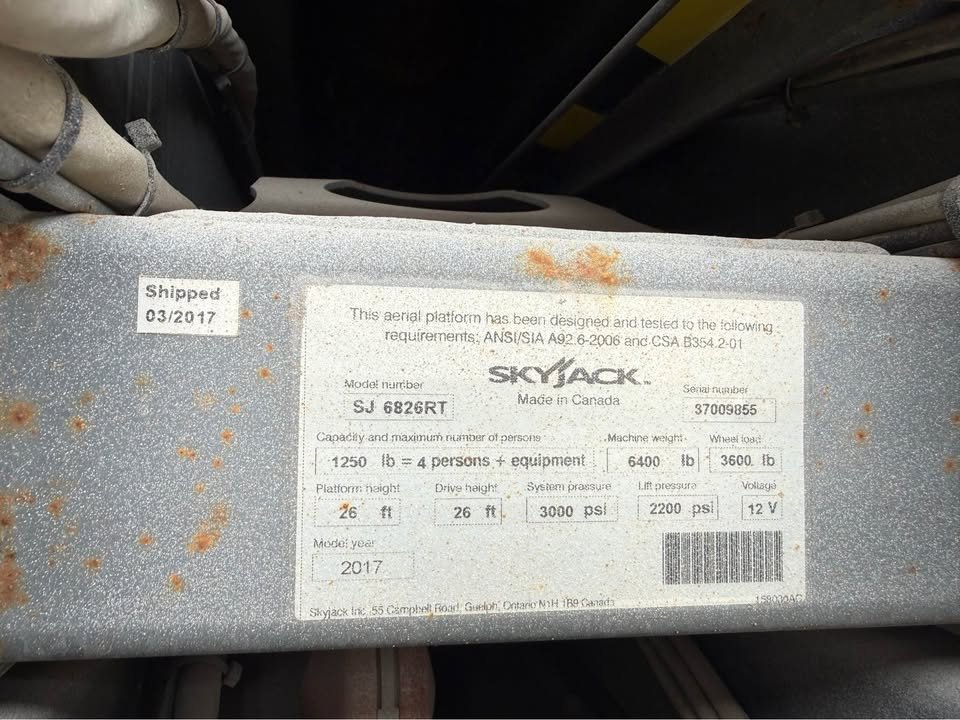 Shipped
03/2017
This aerial platform has been designed and tested to the following
requirements: ANSI/SIA A92.6-2006 and CSA B354.2-01
SKYJACK
Made in Canada
Model number
SJ 6826RT
Serial number
37009855
Capacity and maximum number of persons
1250 lb = 4 persons + equipment
Machine weight
6400 lb
Wheel load
3600 lb
Platform height
26 ft
Drive height
26 ft
System pressure
3000 psi
Lift pressure
2200 psi
Voltage
12 V
Model year
2017
Skyjack Inc. 55 Campbell Road, Guelph, Ontario N1H 1B9 Canada